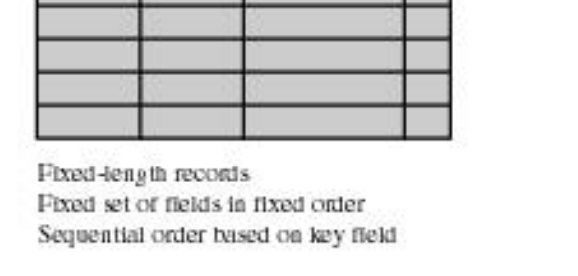 Fixed-length records
Fixed set of fields in fixed order
Sequential order based on key field